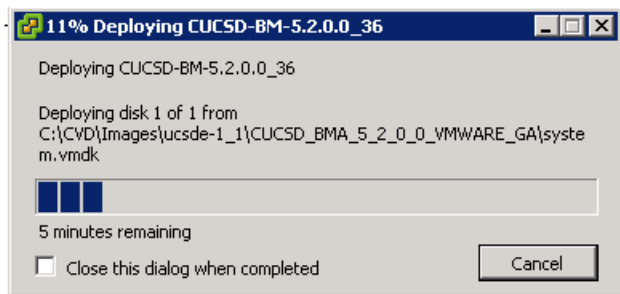 11% Deploying CUCSD-BM-5.2.0.0_36
Deploying CUCSD-BM-5.2.0.0_36
Deploying disk 1 of 1 from
C:\CVD\Images\ucsde-1_1\CUCSD_BMA_5_2_0_0_VMWARE_GA\syste
m.vmdk
5 minutes remaining
Close this dialog when completed
Cancel